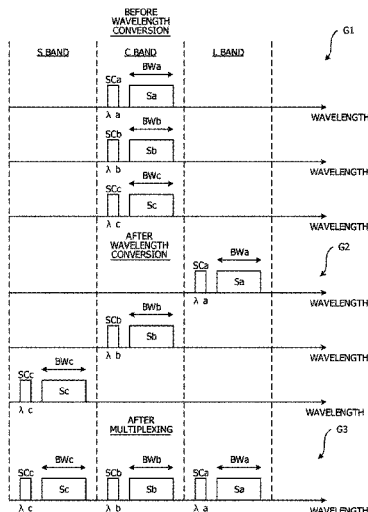 BEFORE
WAVELENGTH
CONVERSION
G1
S BAND C BAND L BAND
BWa
SCa
Sa
WAVELENGTH
λ a
BWb
SCb
Sb
WAVELENGTH
λ b
BWc
SCc
Sc
WAVELENGTH
λ c
AFTER
WAVELENGTH
CONVERSION
G2
BWa
SCa
Sa
WAVELENGTH
λ a
BWb
SCb
Sb
WAVELENGTH
λ b
BWc
SCc
Sc
WAVELENGTH
λ c
AFTER
MULTIPLEXING
G3
BWc BWb BWa
SCc SCb SCa
Sc Sb Sa
WAVELENGTH
λ c λ b λ a